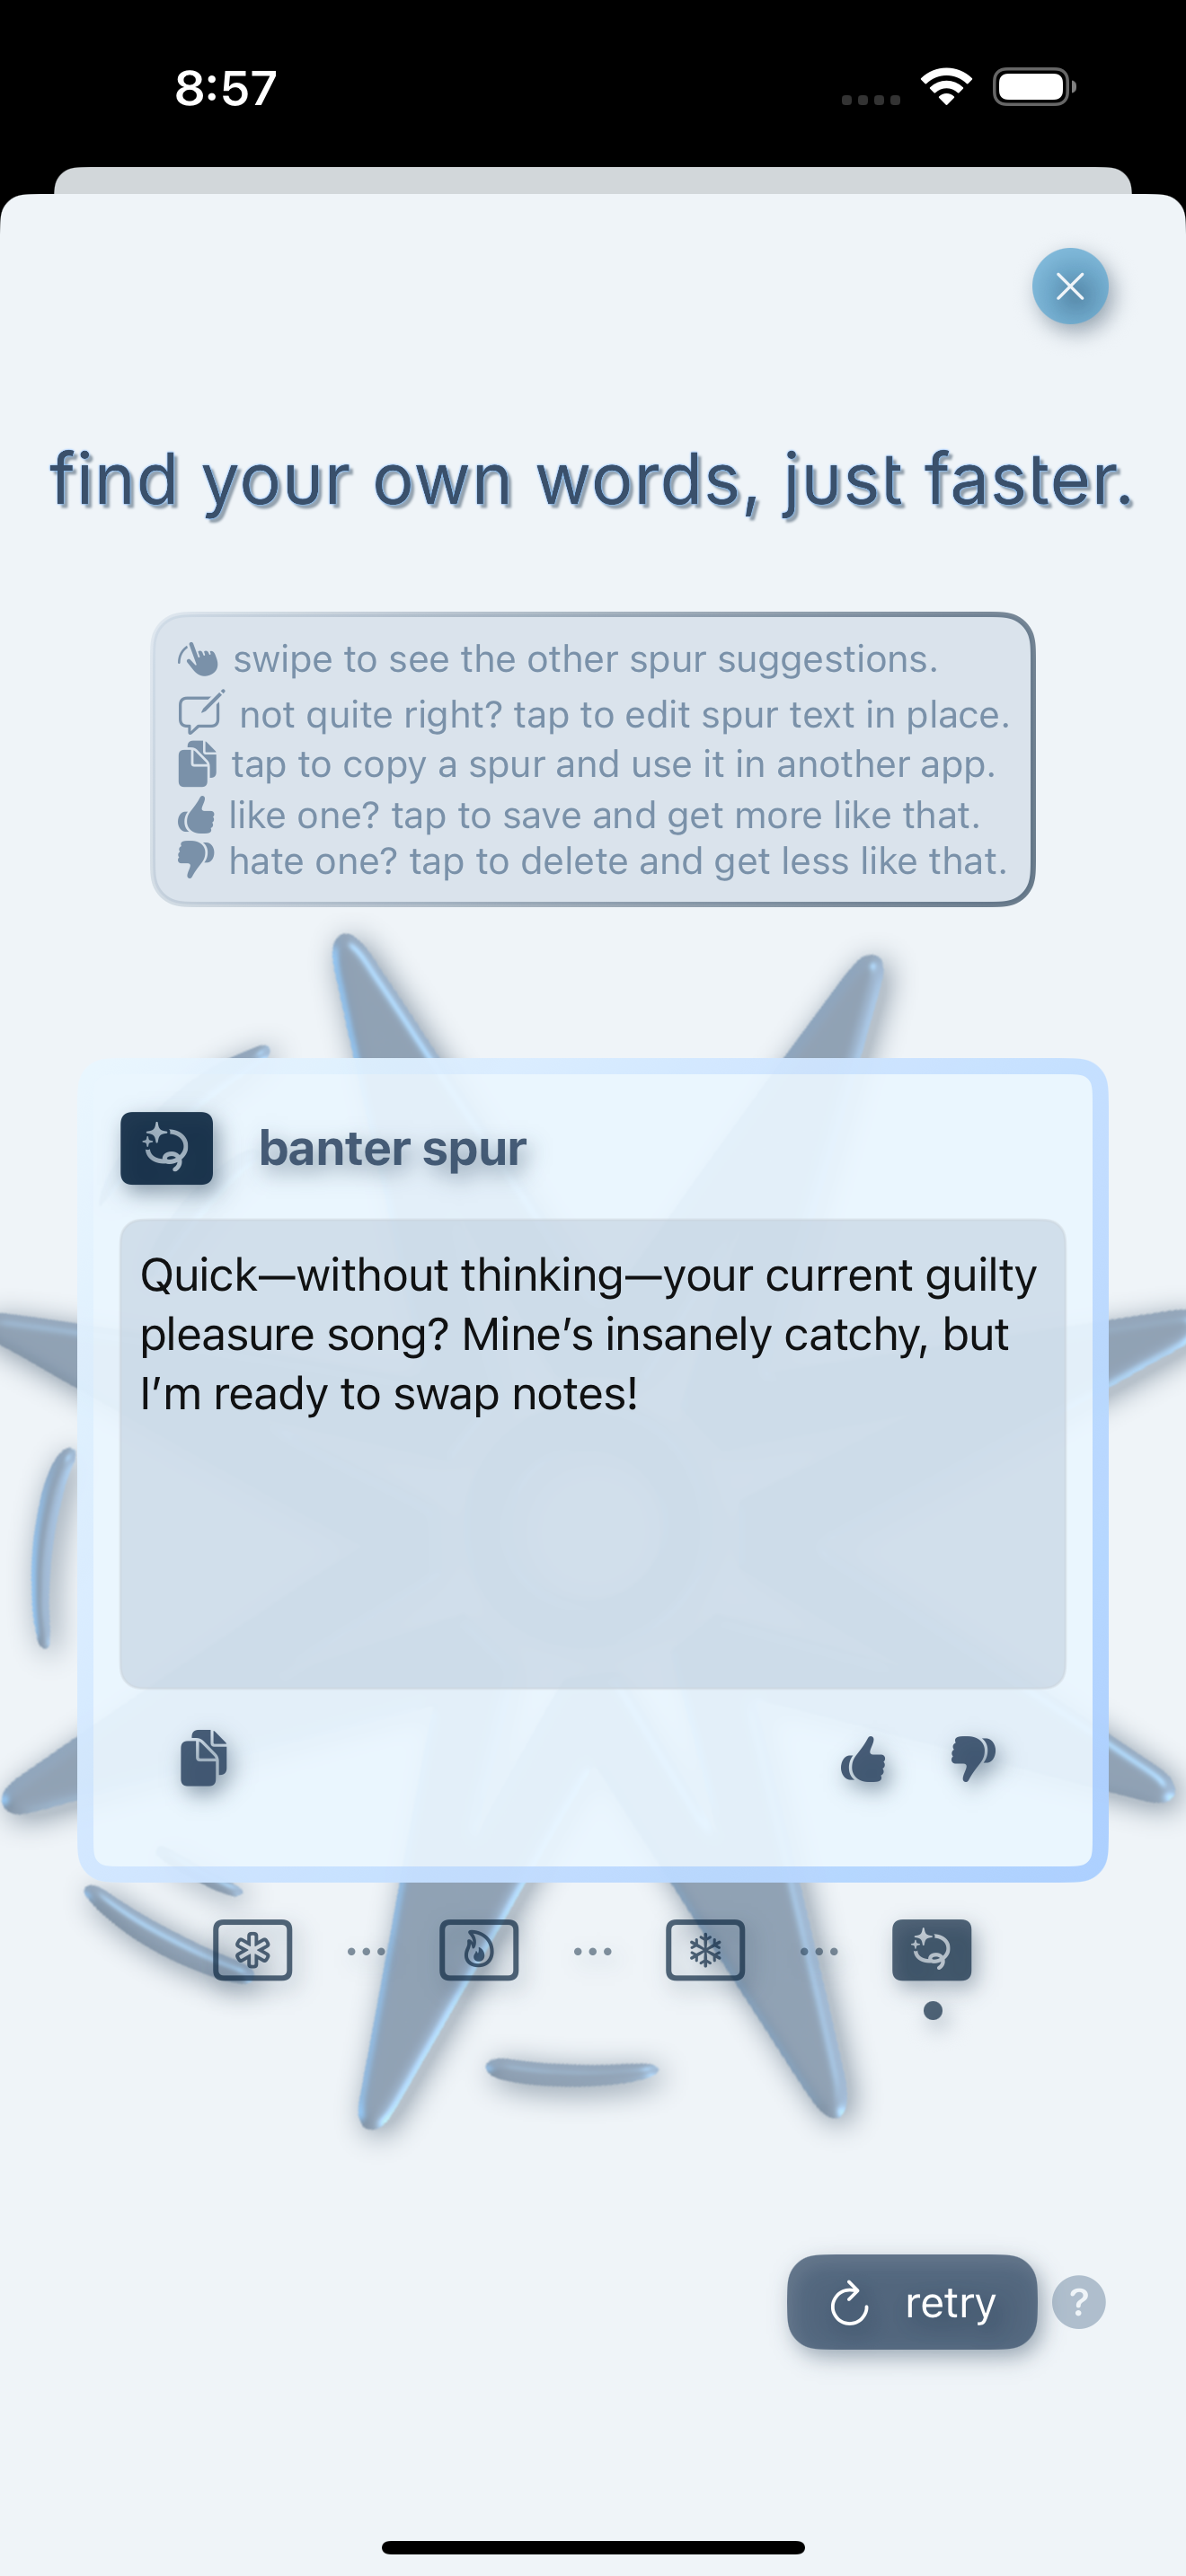 8:57
find your own words, just faster.
swipe to see the other spur suggestions.
not quite right? tap to edit spur text in place.
tap to copy a spur and use it in another app.
like one? tap to save and get more like that.
hate one? tap to delete and get less like that.
banter spur
Quick—without thinking—your current guilty
pleasure song? Mine’s insanely catchy, but
I’m ready to swap notes!
retry ?